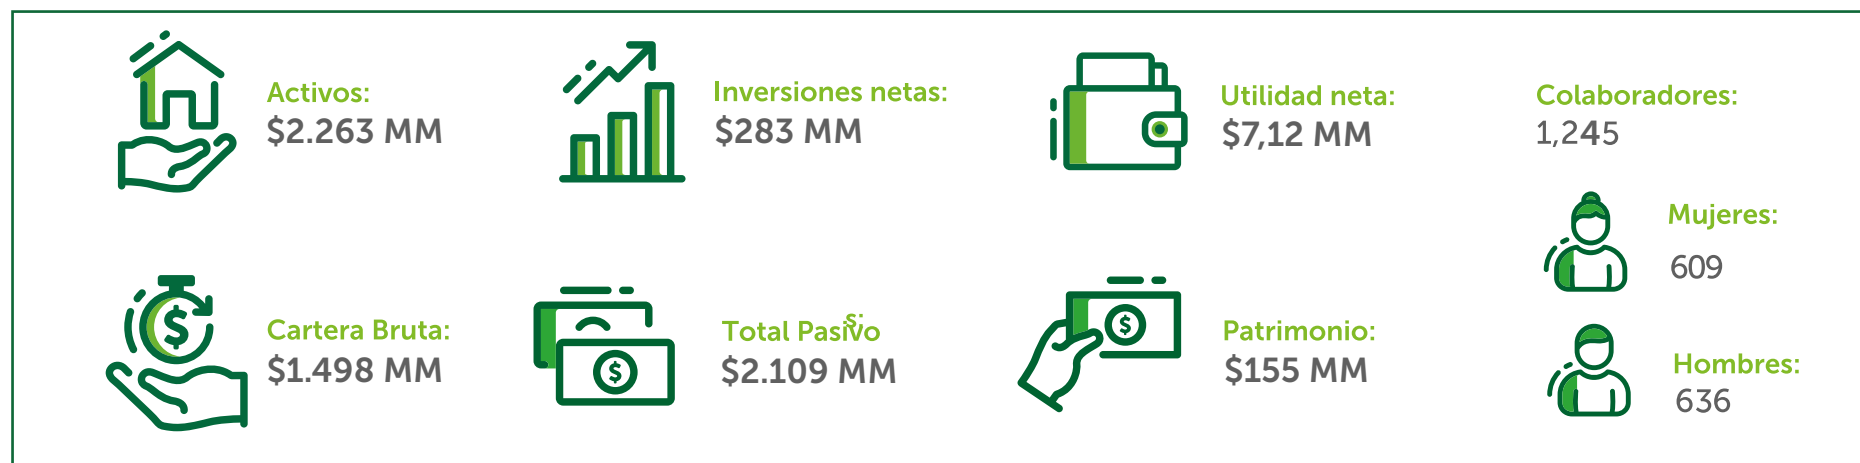 Activos:
$2.263 MM
Inversiones netas:
$283 MM
Utilidad neta:
$7,12 MM
Colaboradores:
1,245
Mujeres:
609
Cartera Bruta:
$1.498 MM
Total Pasivos:
$2.109 MM
Patrimonio:
$155 MM
Hombres:
636